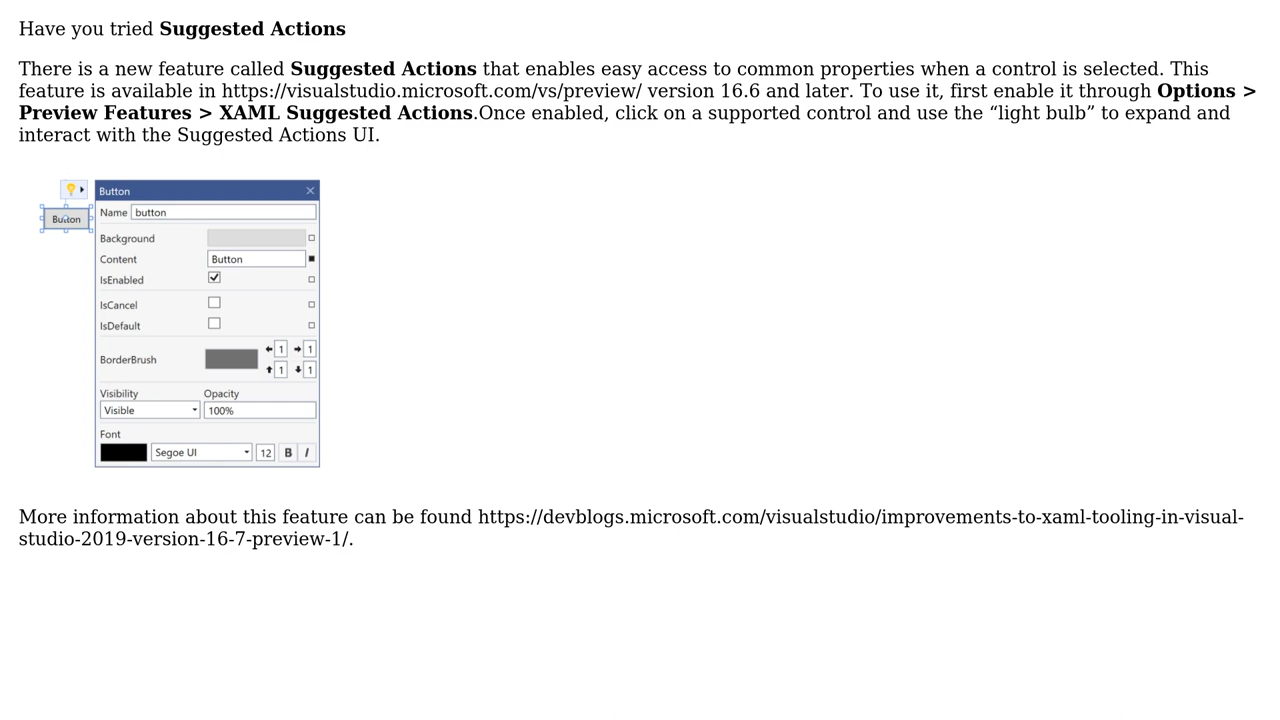 Have you tried Suggested Actions
There is a new feature called Suggested Actions that enables easy access to common properties when a control is selected. This
feature is available in https://visualstudio.microsoft.com/vs/preview/ version 16.6 and later. To use it, first enable it through Options >
Preview Features > XAML Suggested Actions.Once enabled, click on a supported control and use the “light bulb” to expand and
interact with the Suggested Actions UI.
Button
Button
Name button
Background
Content Button
IsEnabled
IsCancel
IsDefault
BorderBrush 1 1
1 1
Visibility Opacity
Visible 100%
Font
Segoe UI 12 B I
More information about this feature can be found https://devblogs.microsoft.com/visualstudio/improvements-to-xaml-tooling-in-visual-
studio-2019-version-16-7-preview-1/.